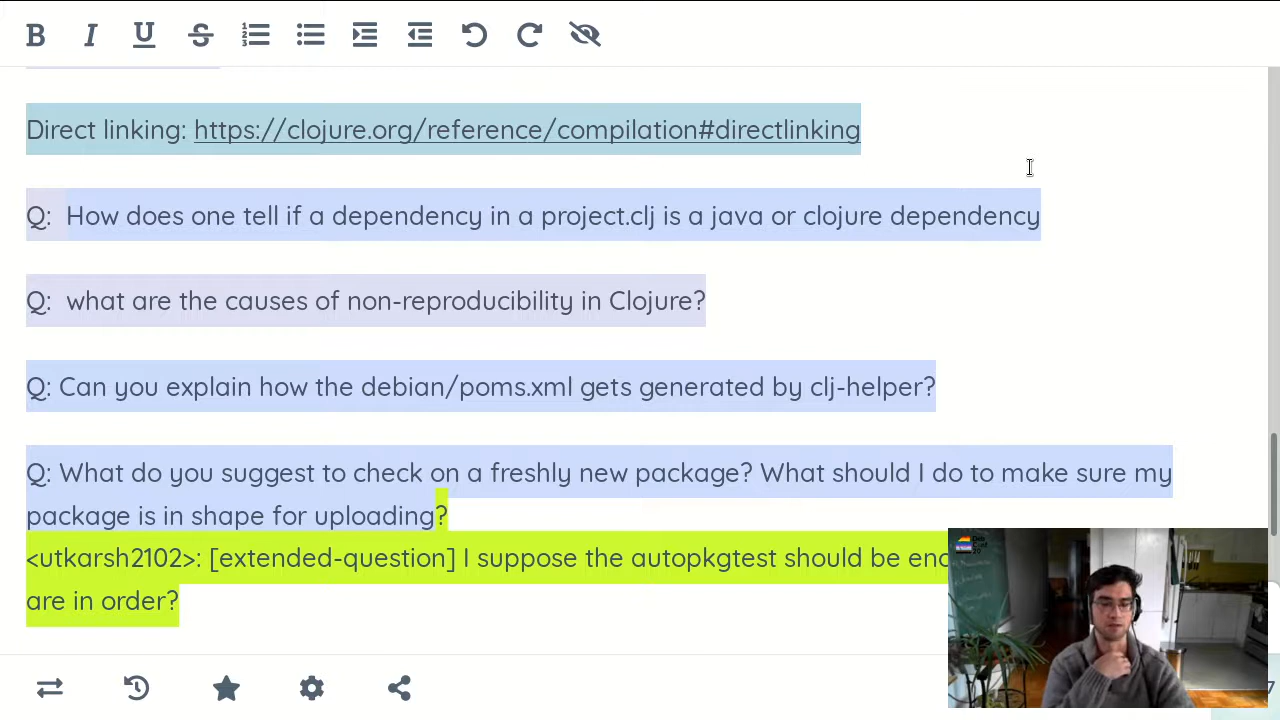 Direct linking: https://clojure.org/reference/compilation#directlinking
Q:  How does one tell if a dependency in a project.clj is a java or clojure dependency
Q:  what are the causes of non-reproducibility in Clojure?
Q: Can you explain how the debian/poms.xml gets generated by clj-helper?
Q: What do you suggest to check on a freshly new package? What should I do to make sure my
package is in shape for uploading?
<utkarsh2102>: [extended-question] I suppose the autopkgtest should be
are in order?
7